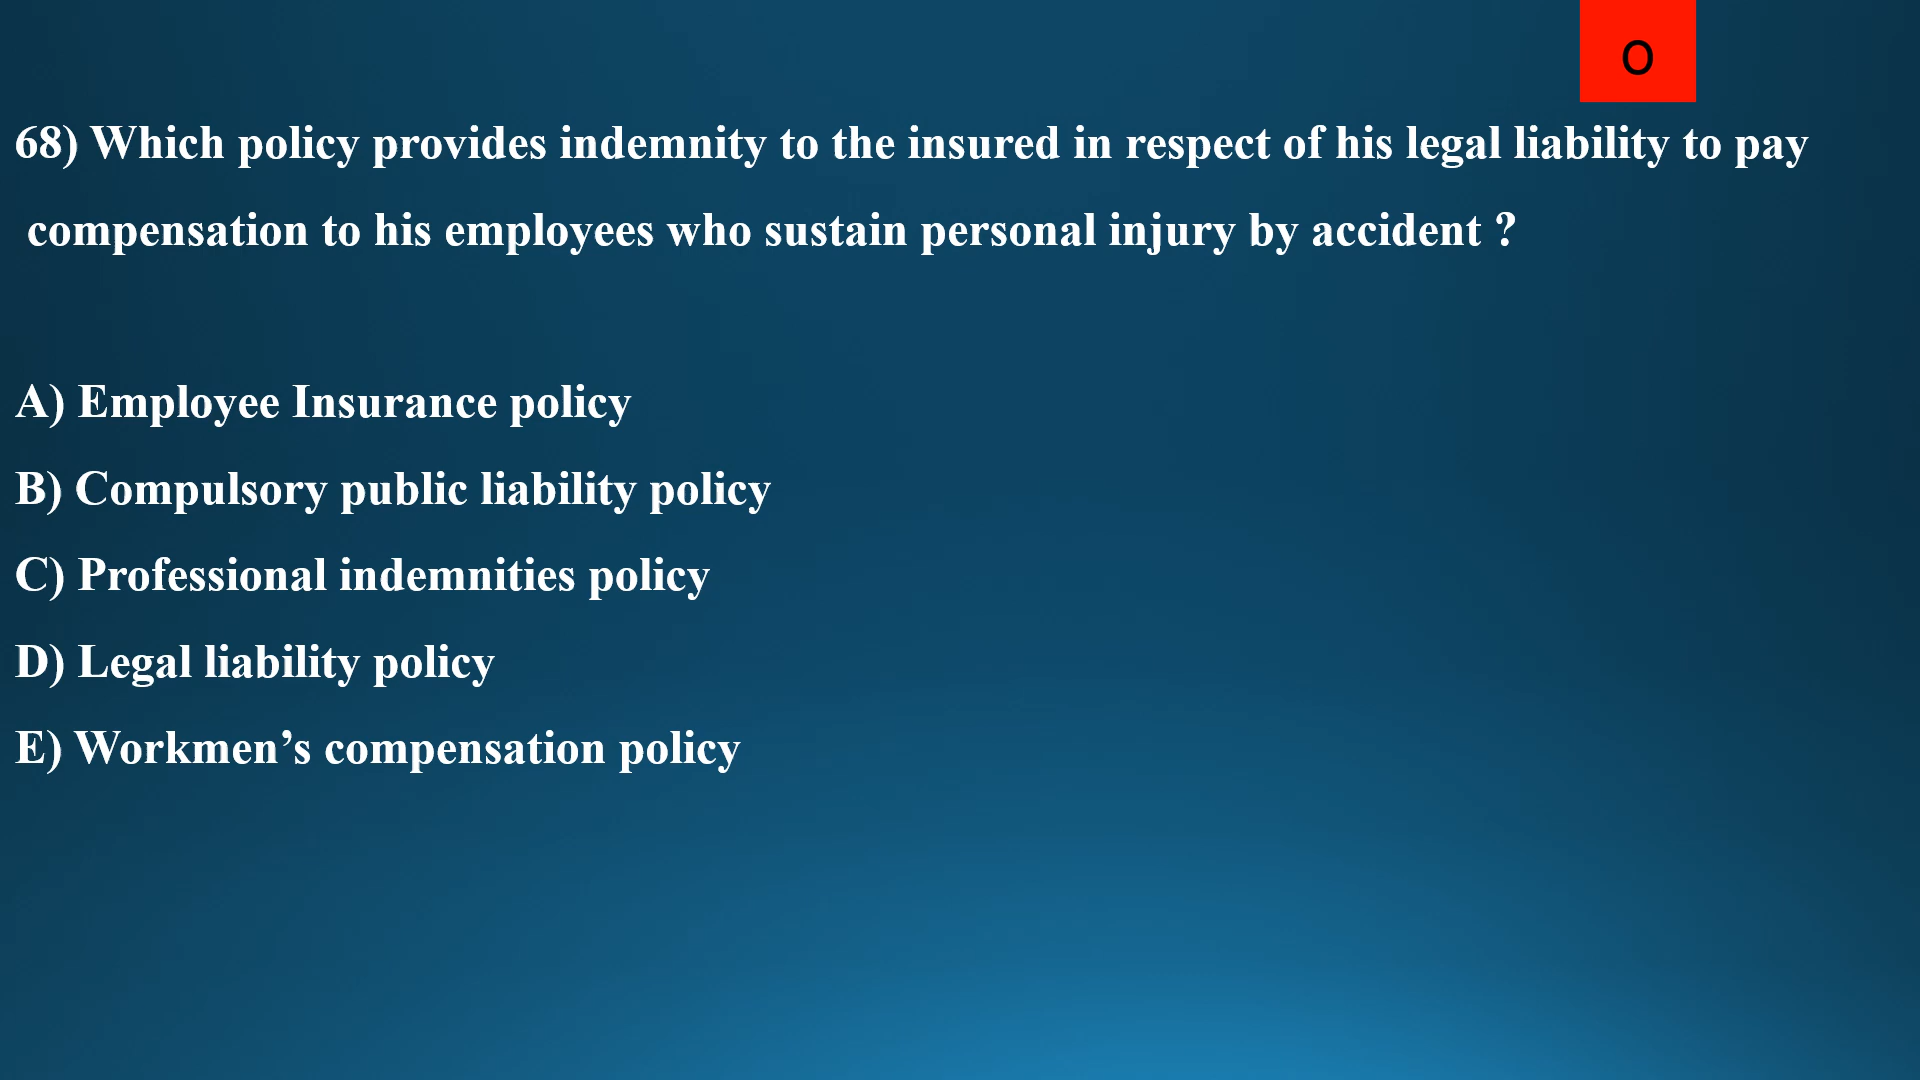 O
68) Which policy provides indemnity to the insured in respect of his legal liability to pay
compensation to his employees who sustain personal injury by accident ?
A) Employee Insurance policy
B) Compulsory public liability policy
C) Professional indemnities policy
D) Legal liability policy
E) Workmen’s compensation policy